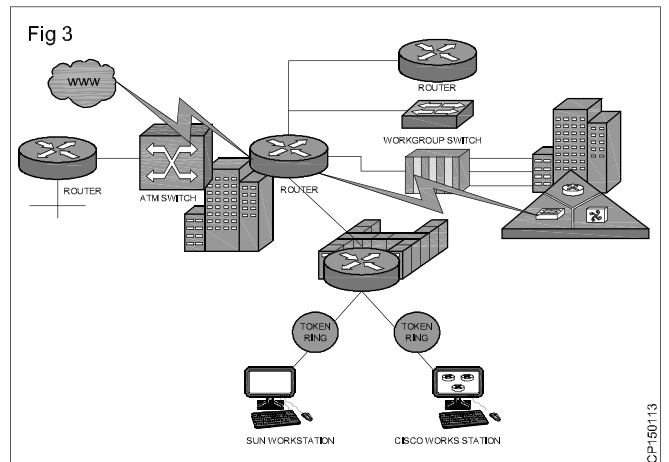 Fig 3
WWW
ROUTER
WORKGROUP SWITCH
ROUTER
ATM SWITCH
ROUTER
TOKEN
RING
TOKEN
RING
SUN WORKSTATION
CISCO WORKS STATION
CP150113